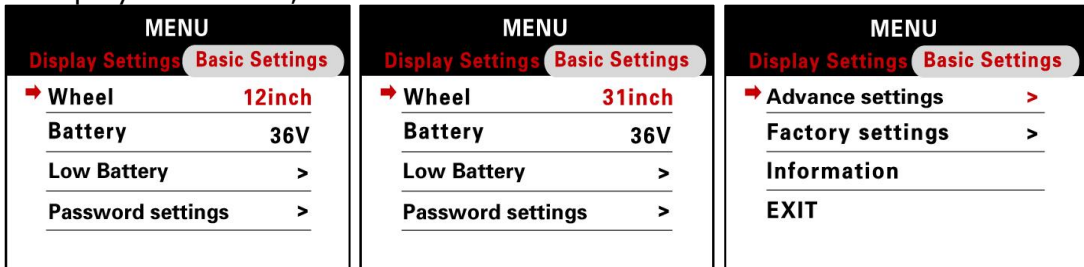 MENU
Display Settings Basic Settings
Wheel 12inch
Battery 36V
Low Battery >
Password settings >
MENU
Display Settings Basic Settings
Wheel 31inch
Battery 36V
Low Battery >
Password settings >
MENU
Display Settings Basic Settings
Advance settings >
Factory settings >
Information
EXIT